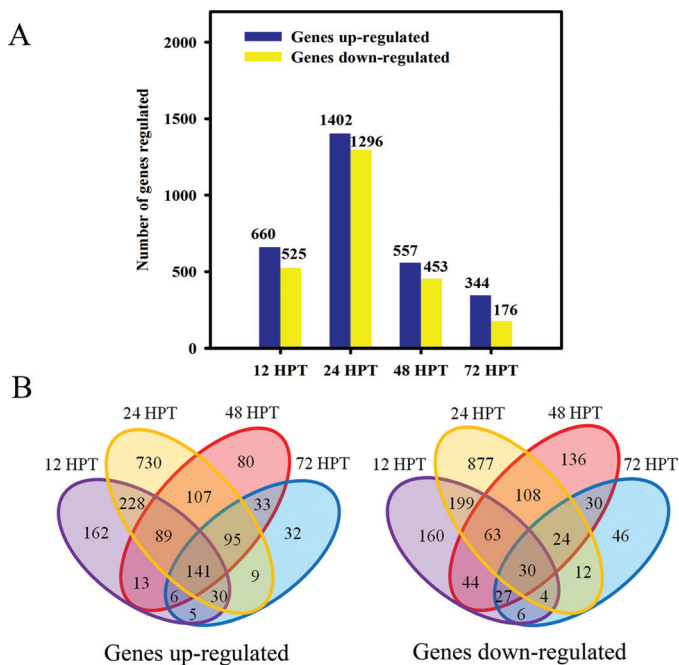 A
2000
1500
1000
500
0
Number of genes regulated
Genes up-regulated
Genes down-regulated
660
525
1402
1296
557
453
344
176
12 HPT 24 HPT 48 HPT 72 HPT
B
24 HPT 48 HPT
12 HPT 72 HPT
730 80
228 107 33
162 89 95 32
141
13 9
6 30
5
Genes up-regulated
24 HPT 48 HPT
12 HPT 72 HPT
877 136
199 108 30
160 63 24 46
30
44 12
27 4
6
Genes down-regulated